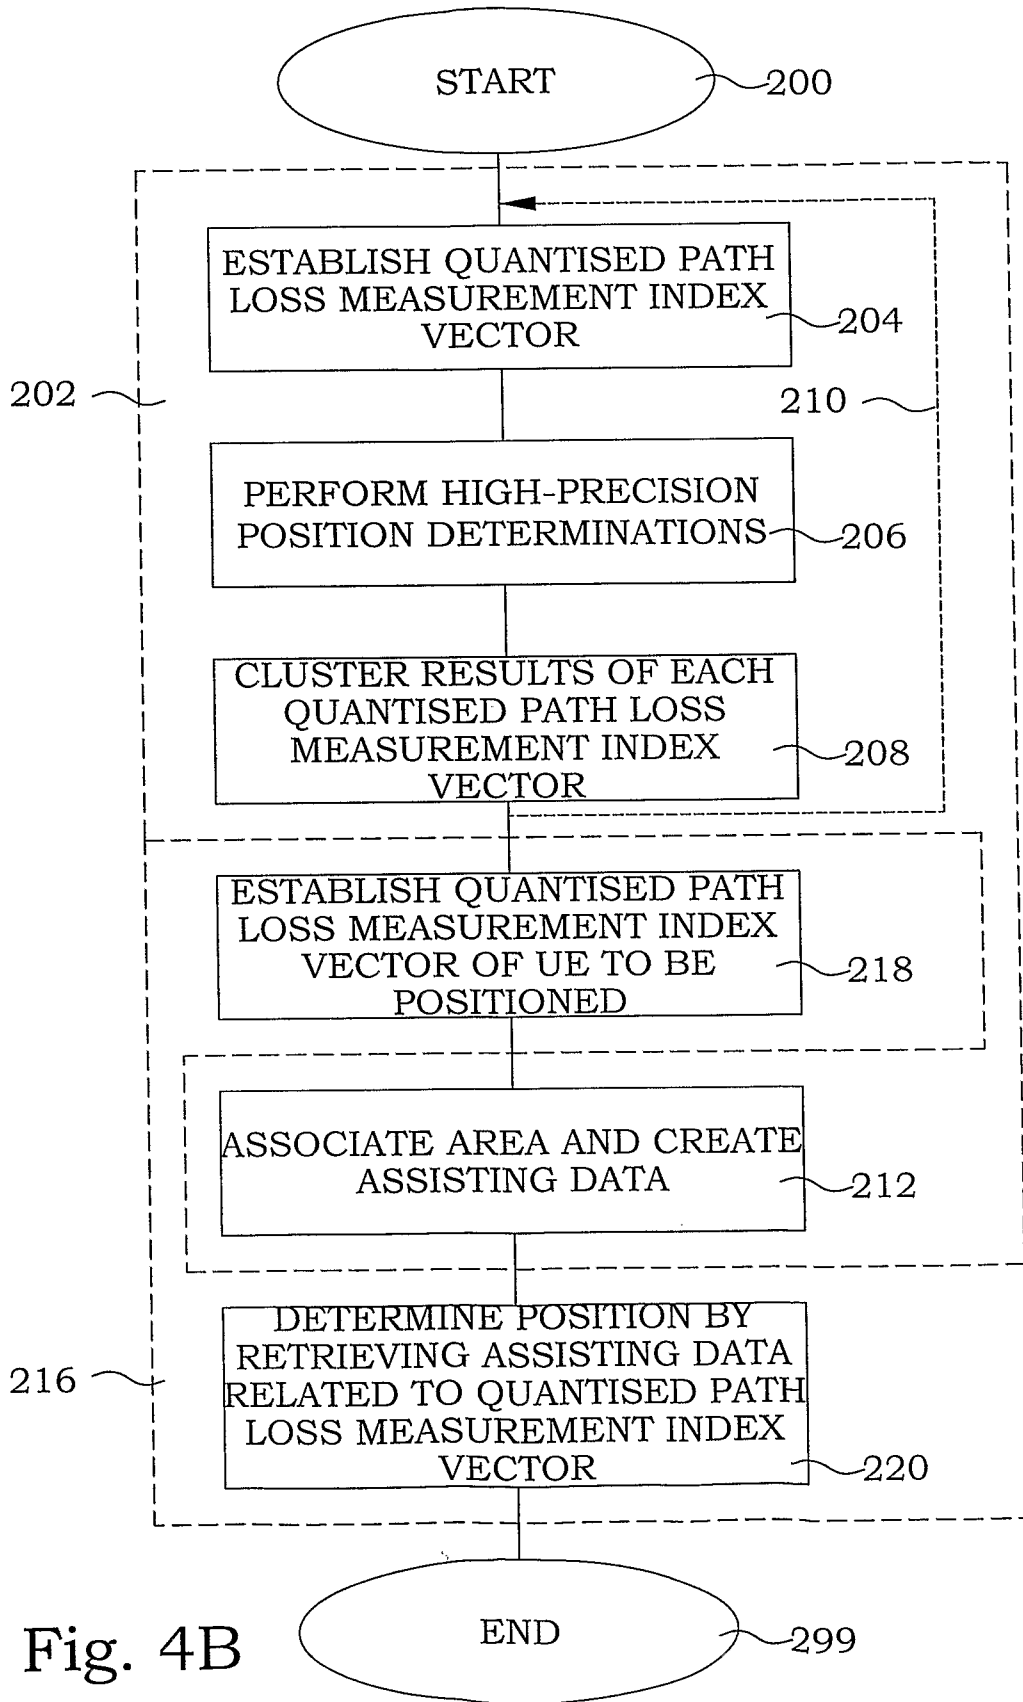 START
200
ESTABLISH QUANTISED PATH
LOSS MEASUREMENT INDEX
VECTOR
204
202
210
PERFORM HIGH-PRECISION
POSITION DETERMINATIONS
206
CLUSTER RESULTS OF EACH
QUANTISED PATH LOSS
MEASUREMENT INDEX
VECTOR
208
ESTABLISH QUANTISED PATH
LOSS MEASUREMENT INDEX
VECTOR OF UE TO BE
POSITIONED
218
ASSOCIATE AREA AND CREATE
ASSISTING DATA
212
DETERMINE POSITION BY
RETRIEVING ASSISTING DATA
RELATED TO QUANTISED PATH
LOSS MEASUREMENT INDEX
VECTOR
216
220
END
299
Fig. 4B